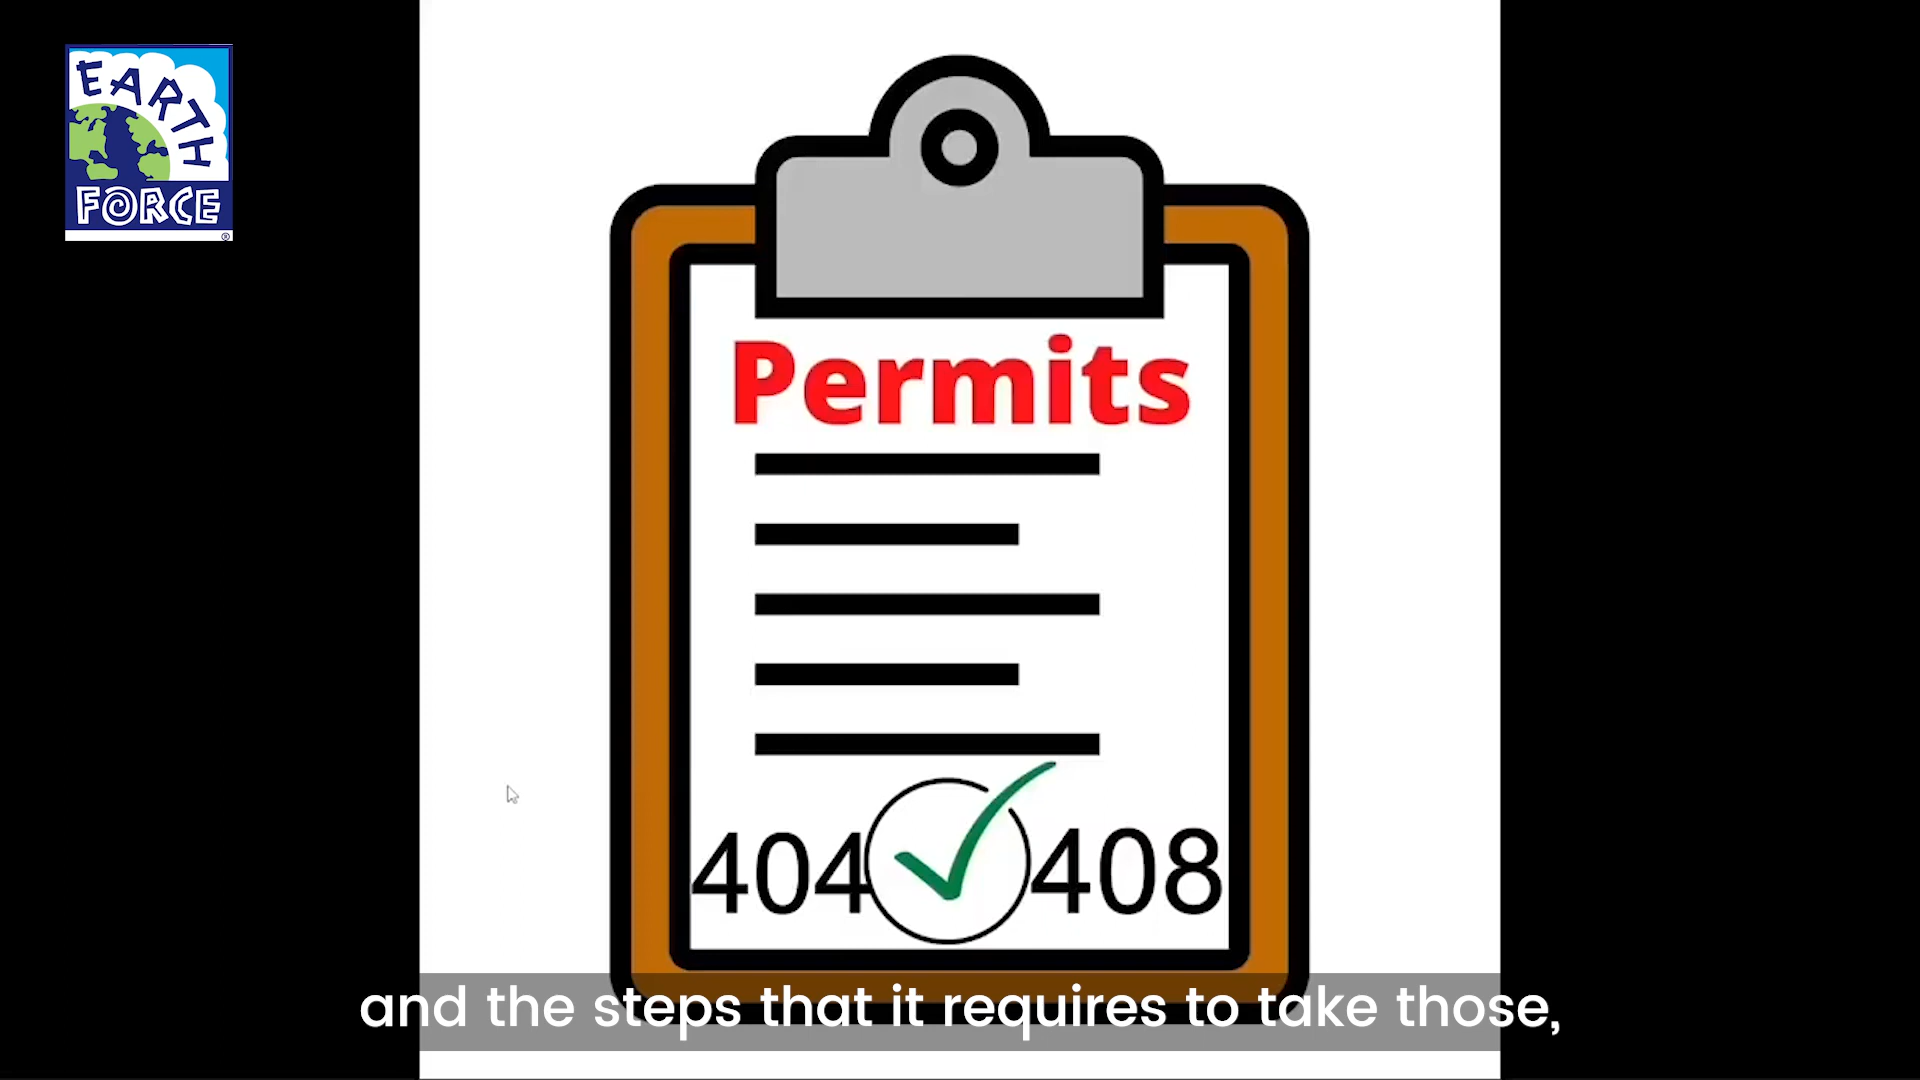 EARTH
FORCE
®
Permits
404 408
and the steps that it requires to take those,